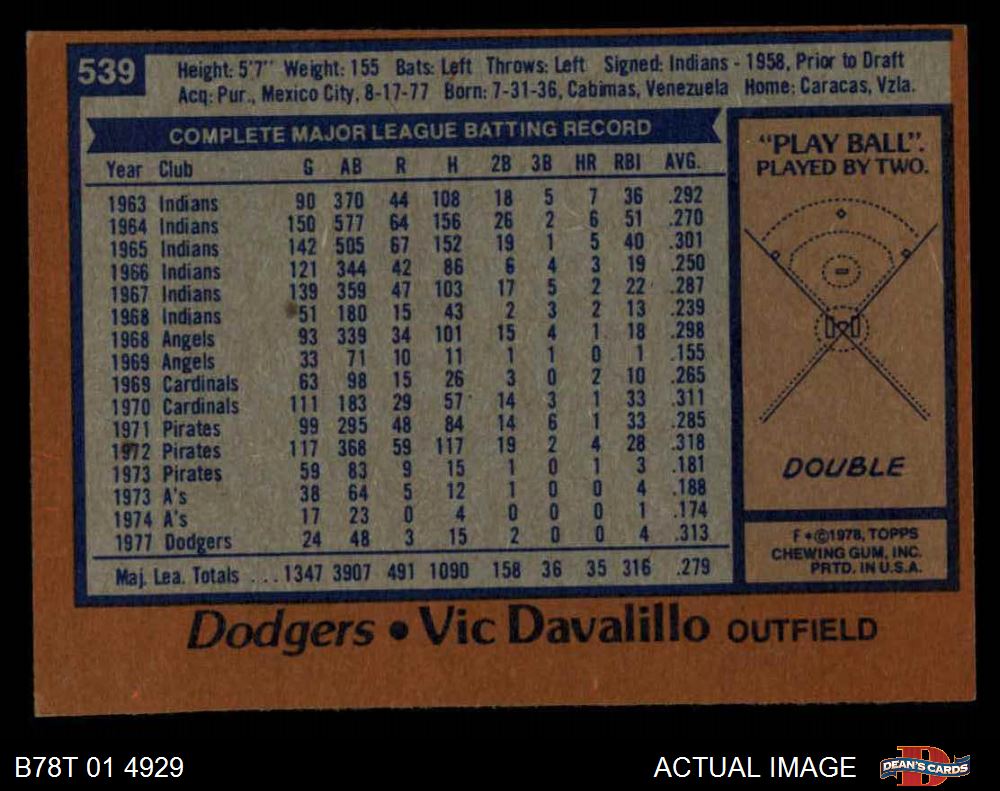 539
Height: 5'7" Weight: 155 Bats: Left Throws: Left Signed: Indians - 1958, Prior to Draft
Acq: Pur., Mexico City, 8-17-77 Born: 7-31-36, Cabimas, Venezuela Home: Caracas, Vzla.
COMPLETE MAJOR LEAGUE BATTING RECORD
Year Club G AB R H 2B 3B HR RBI AVG.
1963 Indians 90 370 44 108 18 5 7 36 .292
1964 Indians 150 577 64 156 26 2 6 51 .270
1965 Indians 142 505 67 152 19 1 5 40 .301
1966 Indians 121 344 42 86 6 4 3 19 .250
1967 Indians 139 359 47 103 17 5 2 22 .287
1968 Indians 51 180 15 43 2 3 2 13 .239
1968 Angels 93 339 34 101 15 4 1 18 .298
1969 Angels 33 71 10 11 1 1 0 1 .155
1969 Cardinals 63 98 15 26 3 0 2 10 .265
1970 Cardinals 111 183 29 57 14 3 1 33 .311
1971 Pirates 99 295 48 84 14 6 1 33 .285
1972 Pirates 117 368 59 117 19 2 4 28 .318
1973 Pirates 59 83 9 15 1 0 1 3 .181
1973 A's 38 64 5 12 1 0 0 4 .188
1974 A's 17 23 0 4 0 0 0 1 .174
1977 Dodgers 24 48 3 15 2 0 0 4 .313
Maj. Lea. Totals ...1347 3907 491 1090 158 36 35 316 .279
"PLAY BALL".
PLAYED BY TWO.
DOUBLE
F * ©1978, TOPPS
CHEWING GUM, INC.
PRTD. IN U.S.A.
Dodgers • Vic Davalillo OUTFIELD
B78T 01 4929
ACTUAL IMAGE
DEAN'S CARDS